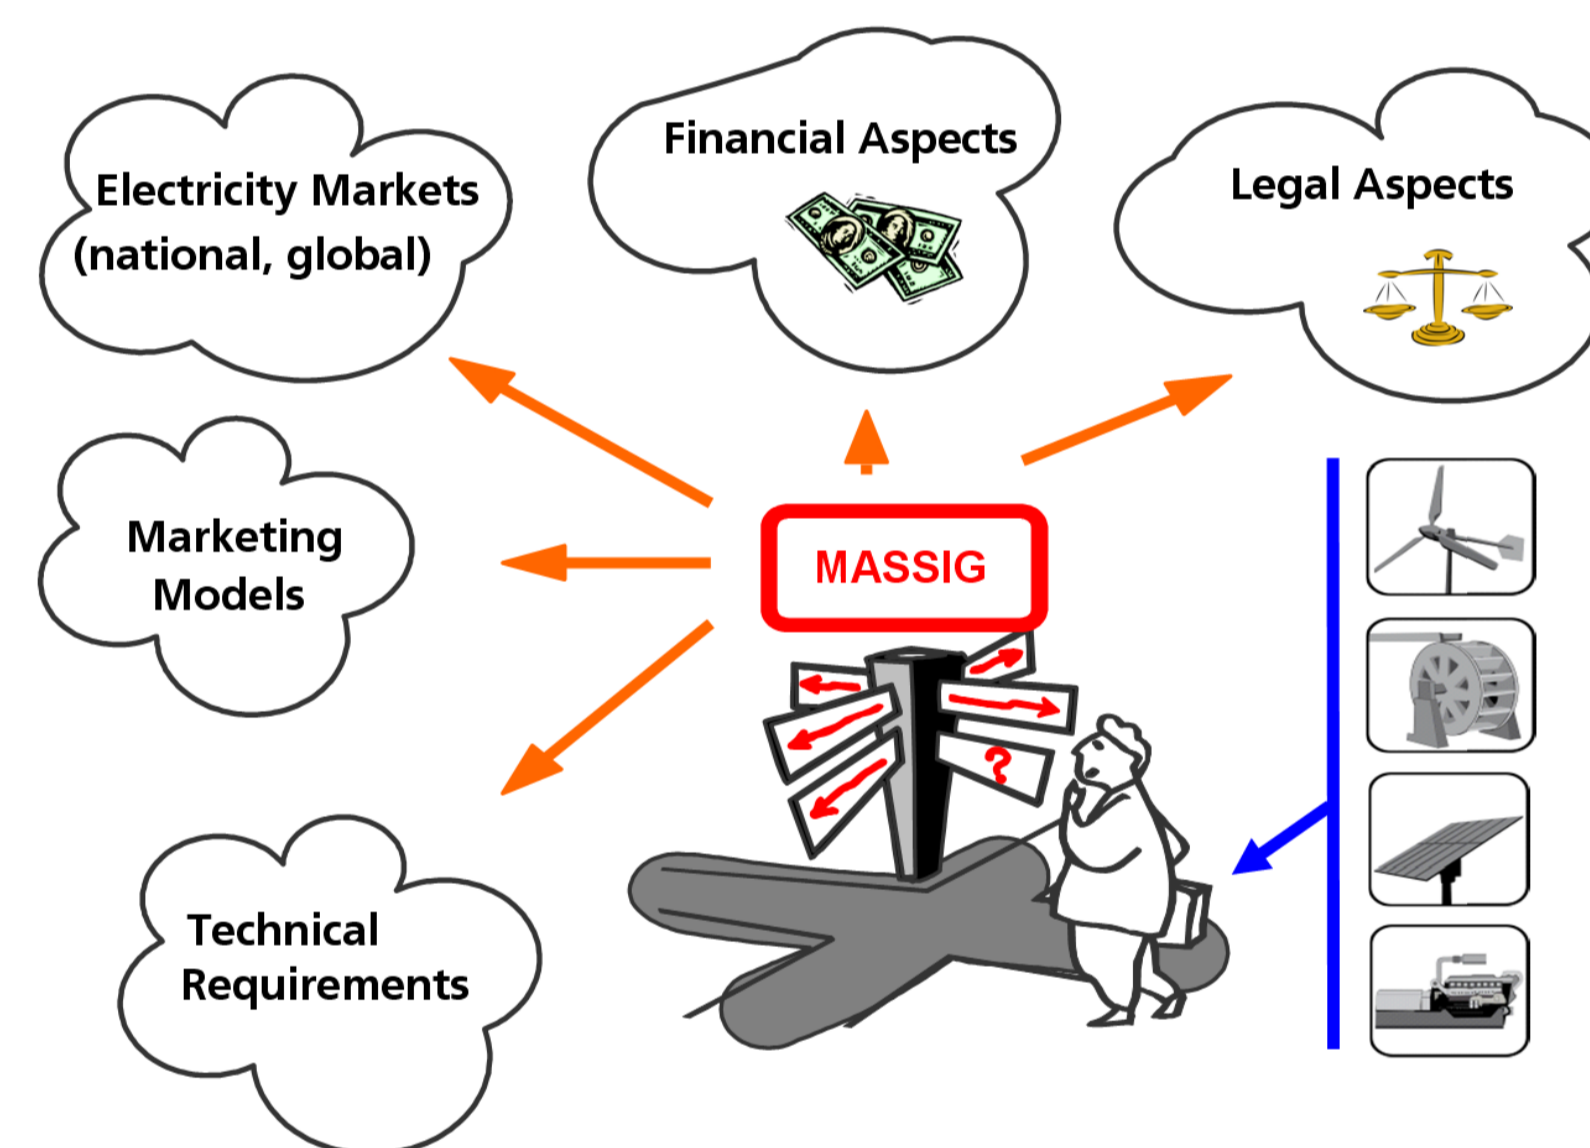 Financial Aspects
Electricity Markets
(national, global)
Legal Aspects
Marketing
Models
MASSIG
?
Technical
Requirements